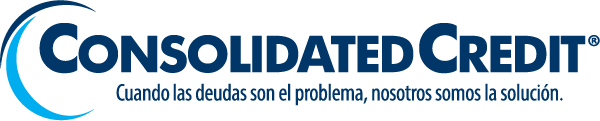 CONSOLIDATED CREDIT®
Cuando las deudas son el problema, nosotros somos la solución.